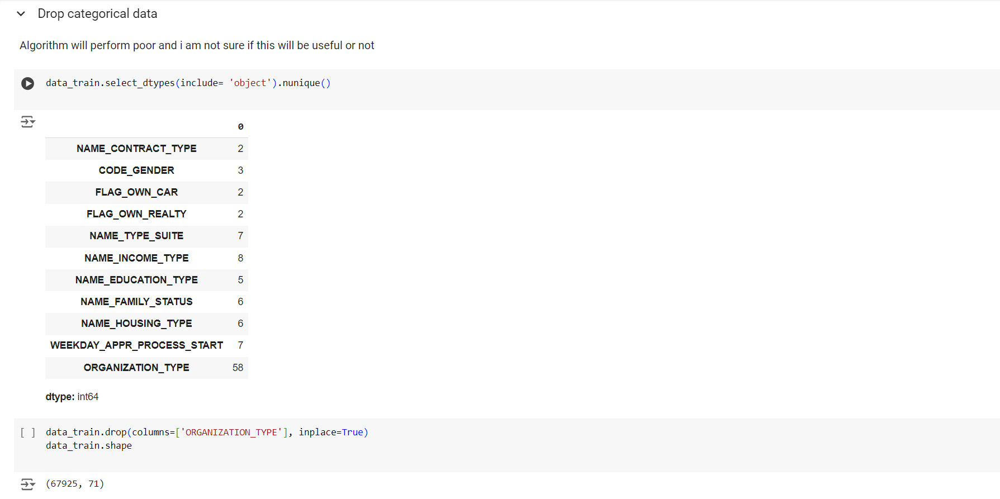 Drop categorical data
Algorithm will perform poor and i am not sure if this will be useful or not
data_train.select_dtypes(include= 'object').nunique()
0
NAME_CONTRACT_TYPE 2
CODE_GENDER 3
FLAG_OWN_CAR 2
FLAG_OWN_REALTY 2
NAME_TYPE_SUITE 7
NAME_INCOME_TYPE 8
NAME_EDUCATION_TYPE 5
NAME_FAMILY_STATUS 6
NAME_HOUSING_TYPE 6
WEEKDAY_APPR_PROCESS_START 7
ORGANIZATION_TYPE 58
dtype: int64
[ ] data_train.drop(columns=['ORGANIZATION_TYPE'], inplace=True)
data_train.shape
(67925, 71)